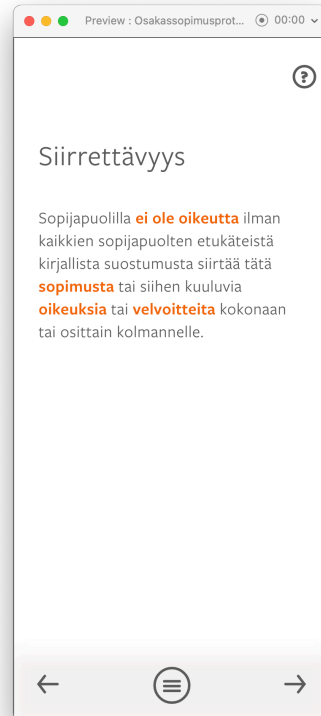 Preview : Osakassopimusprot... 00:00
?
Siirrettävyys
Sopijapuolilla ei ole oikeutta ilman
kaikkien sopijapuolten etukäteistä
kirjallista suostumusta siirtää tätä
sopimusta tai siihen kuuluvia
oikeuksia tai velvoitteita kokonaan
tai osittain kolmannelle.